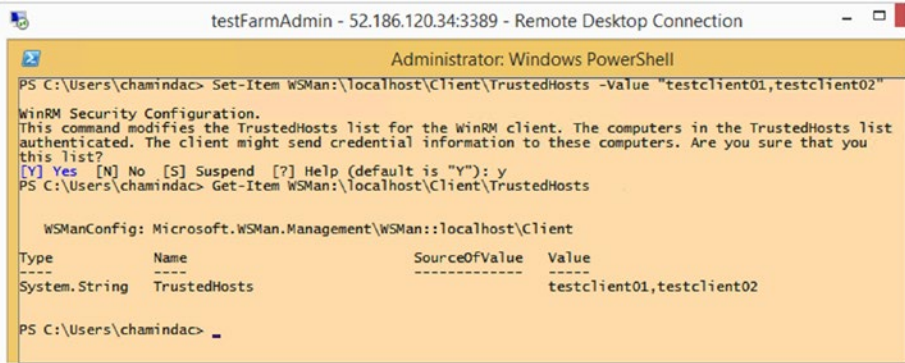 testFarmAdmin - 52.186.120.34:3389 - Remote Desktop Connection
Administrator: Windows PowerShell
PS C:\Users\chamindac> Set-Item WSMan:\localhost\Client\TrustedHosts -Value "testclient01,testclient02"
WinRM Security Configuration.
This command modifies the TrustedHosts list for the WinRM client. The computers in the TrustedHosts list
authenticated. The client might send credential information to these computers. Are you sure that you
this list?
[Y] Yes [N] No [S] Suspend [?] Help (default is "Y"): y
PS C:\Users\chamindac> Get-Item WSMan:\localhost\Client\TrustedHosts
WSManConfig: Microsoft.WSMan.Management\WSMan::localhost\Client
Type Name SourceOfValue Value
---- ---- ------------- -----
System.String TrustedHosts testclient01,testclient02
PS C:\Users\chamindac> _